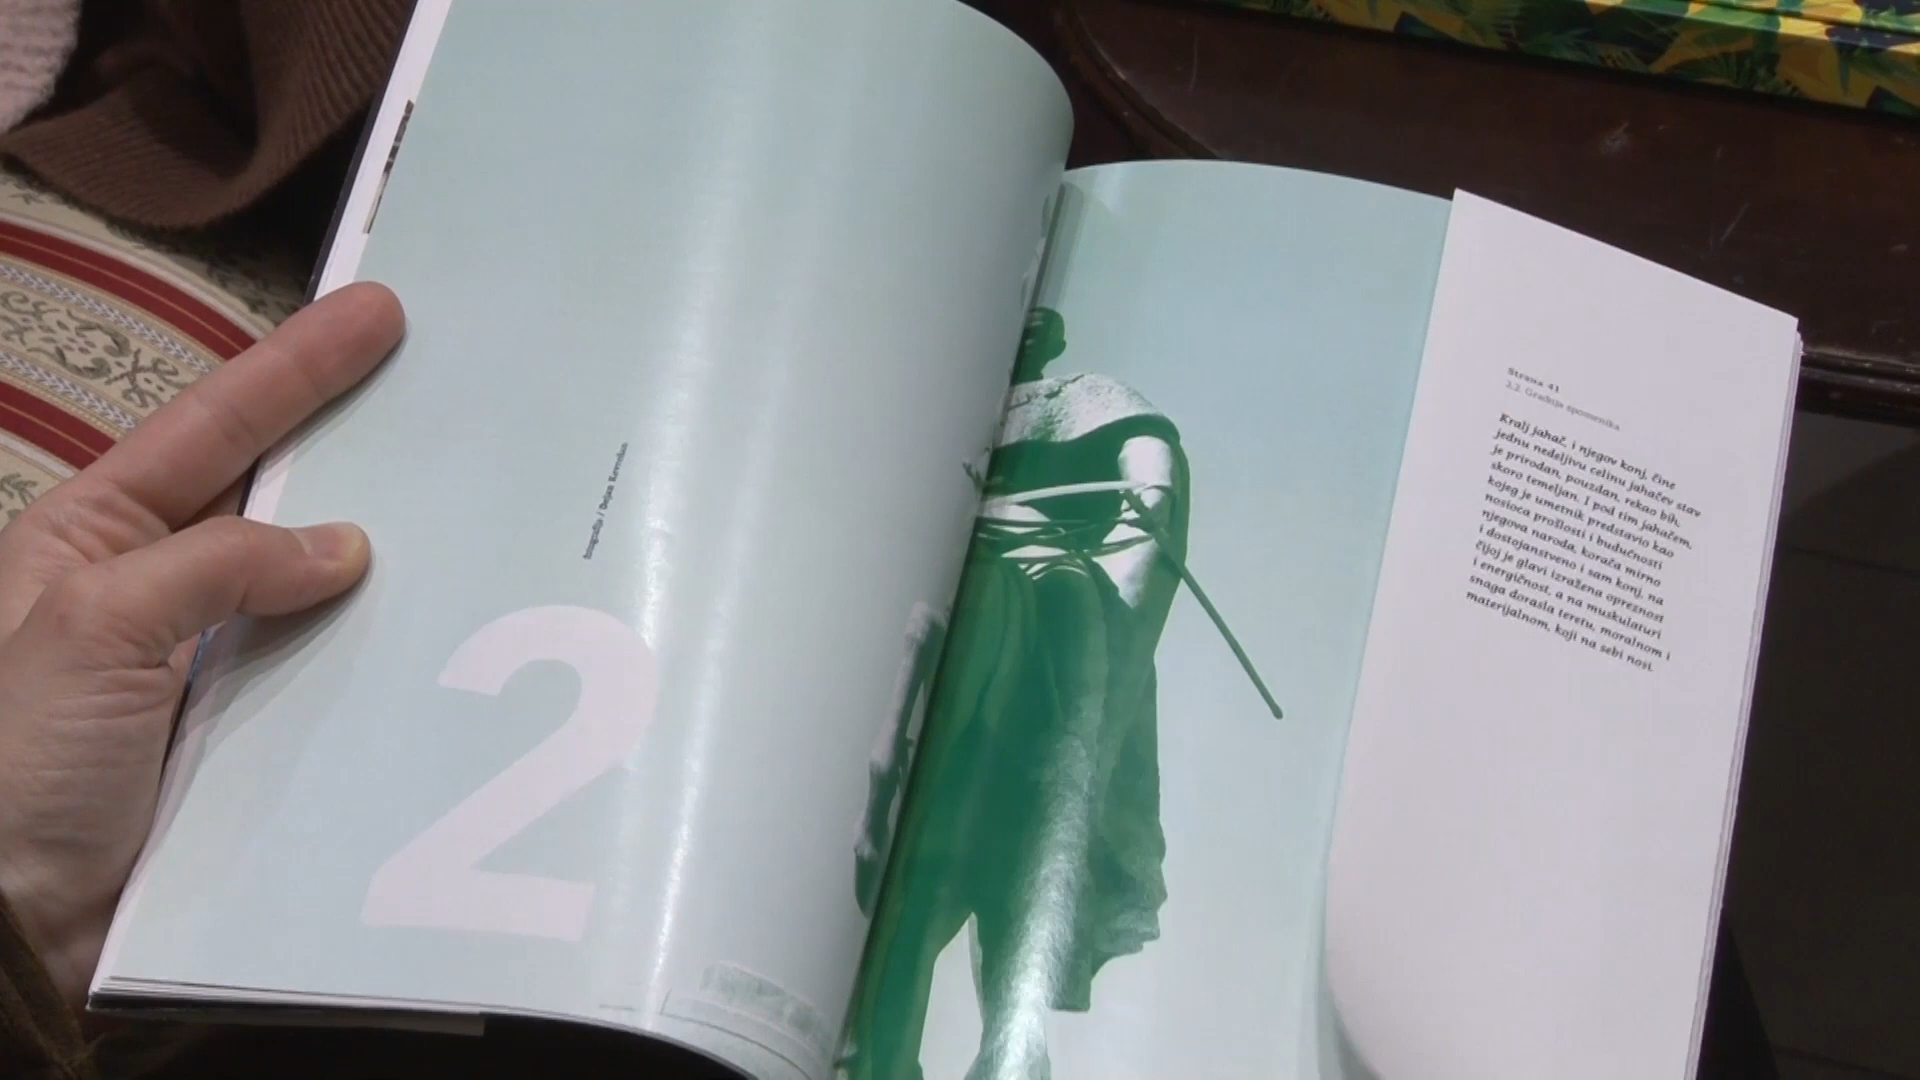 fotografija / Dejan
2
Strana 41
2.2. Gradnja spomenika
Kralj jahač, i njegov konj, čine
jednu nedeljivu celinu jahačev stav
je prirodan, pouzdan, rekao bih,
skoro temeljan. I pod tim jahačem,
kojeg je umetnik predstavio kao
nosioca prošlosti i budućnosti
njegova naroda, korača mirno
i dostojanstveno i sam konj, na
čijoj je glavi izražena opreznost
i energičnost, a na muskulaturi
snaga dorasla teretu, moralnom i
materijalnom, koji na sebi nosi.